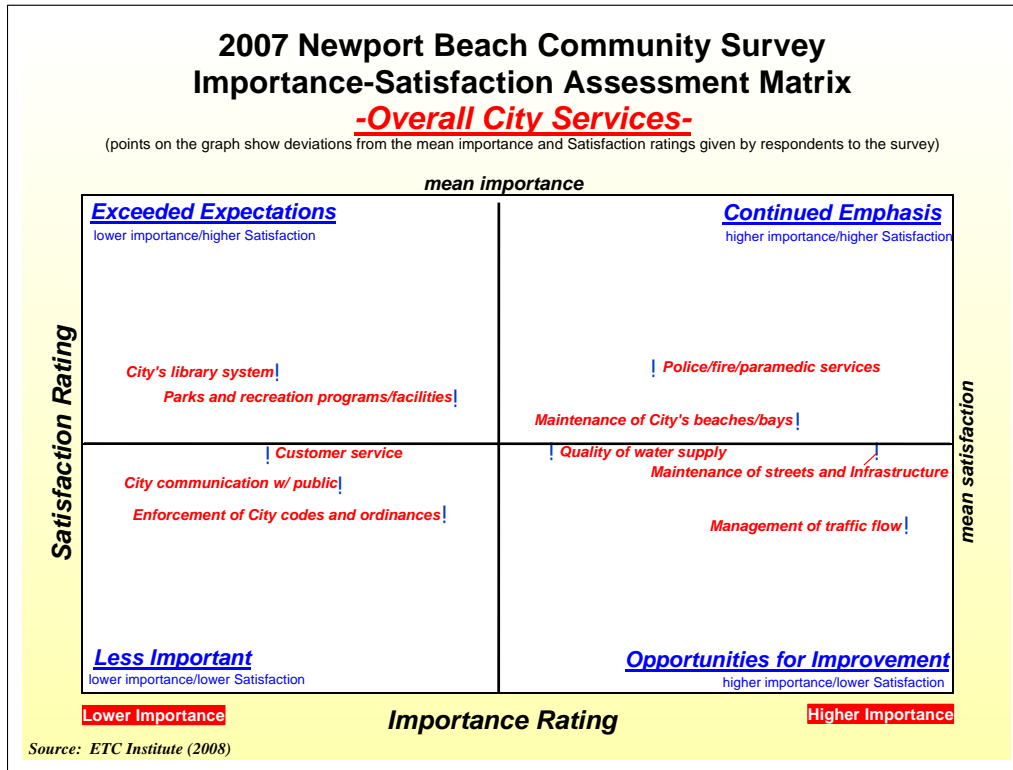 2007 Newport Beach Community Survey
Importance-Satisfaction Assessment Matrix
-Overall City Services-
(points on the graph show deviations from the mean importance and Satisfaction ratings given by respondents to the survey)
mean importance
Exceeded Expectations
lower importance/higher Satisfaction
Continued Emphasis
higher importance/higher Satisfaction
Satisfaction Rating
mean satisfaction
City's library system
Police/fire/paramedic services
Parks and recreation programs/facilities
Maintenance of City's beaches/bays
Customer service
Quality of water supply
Maintenance of streets and Infrastructure
City communication w/ public
Enforcement of City codes and ordinances
Management of traffic flow
Less Important
lower importance/lower Satisfaction
Opportunities for Improvement
higher importance/lower Satisfaction
Lower Importance
Importance Rating
Higher Importance
Source: ETC Institute (2008)